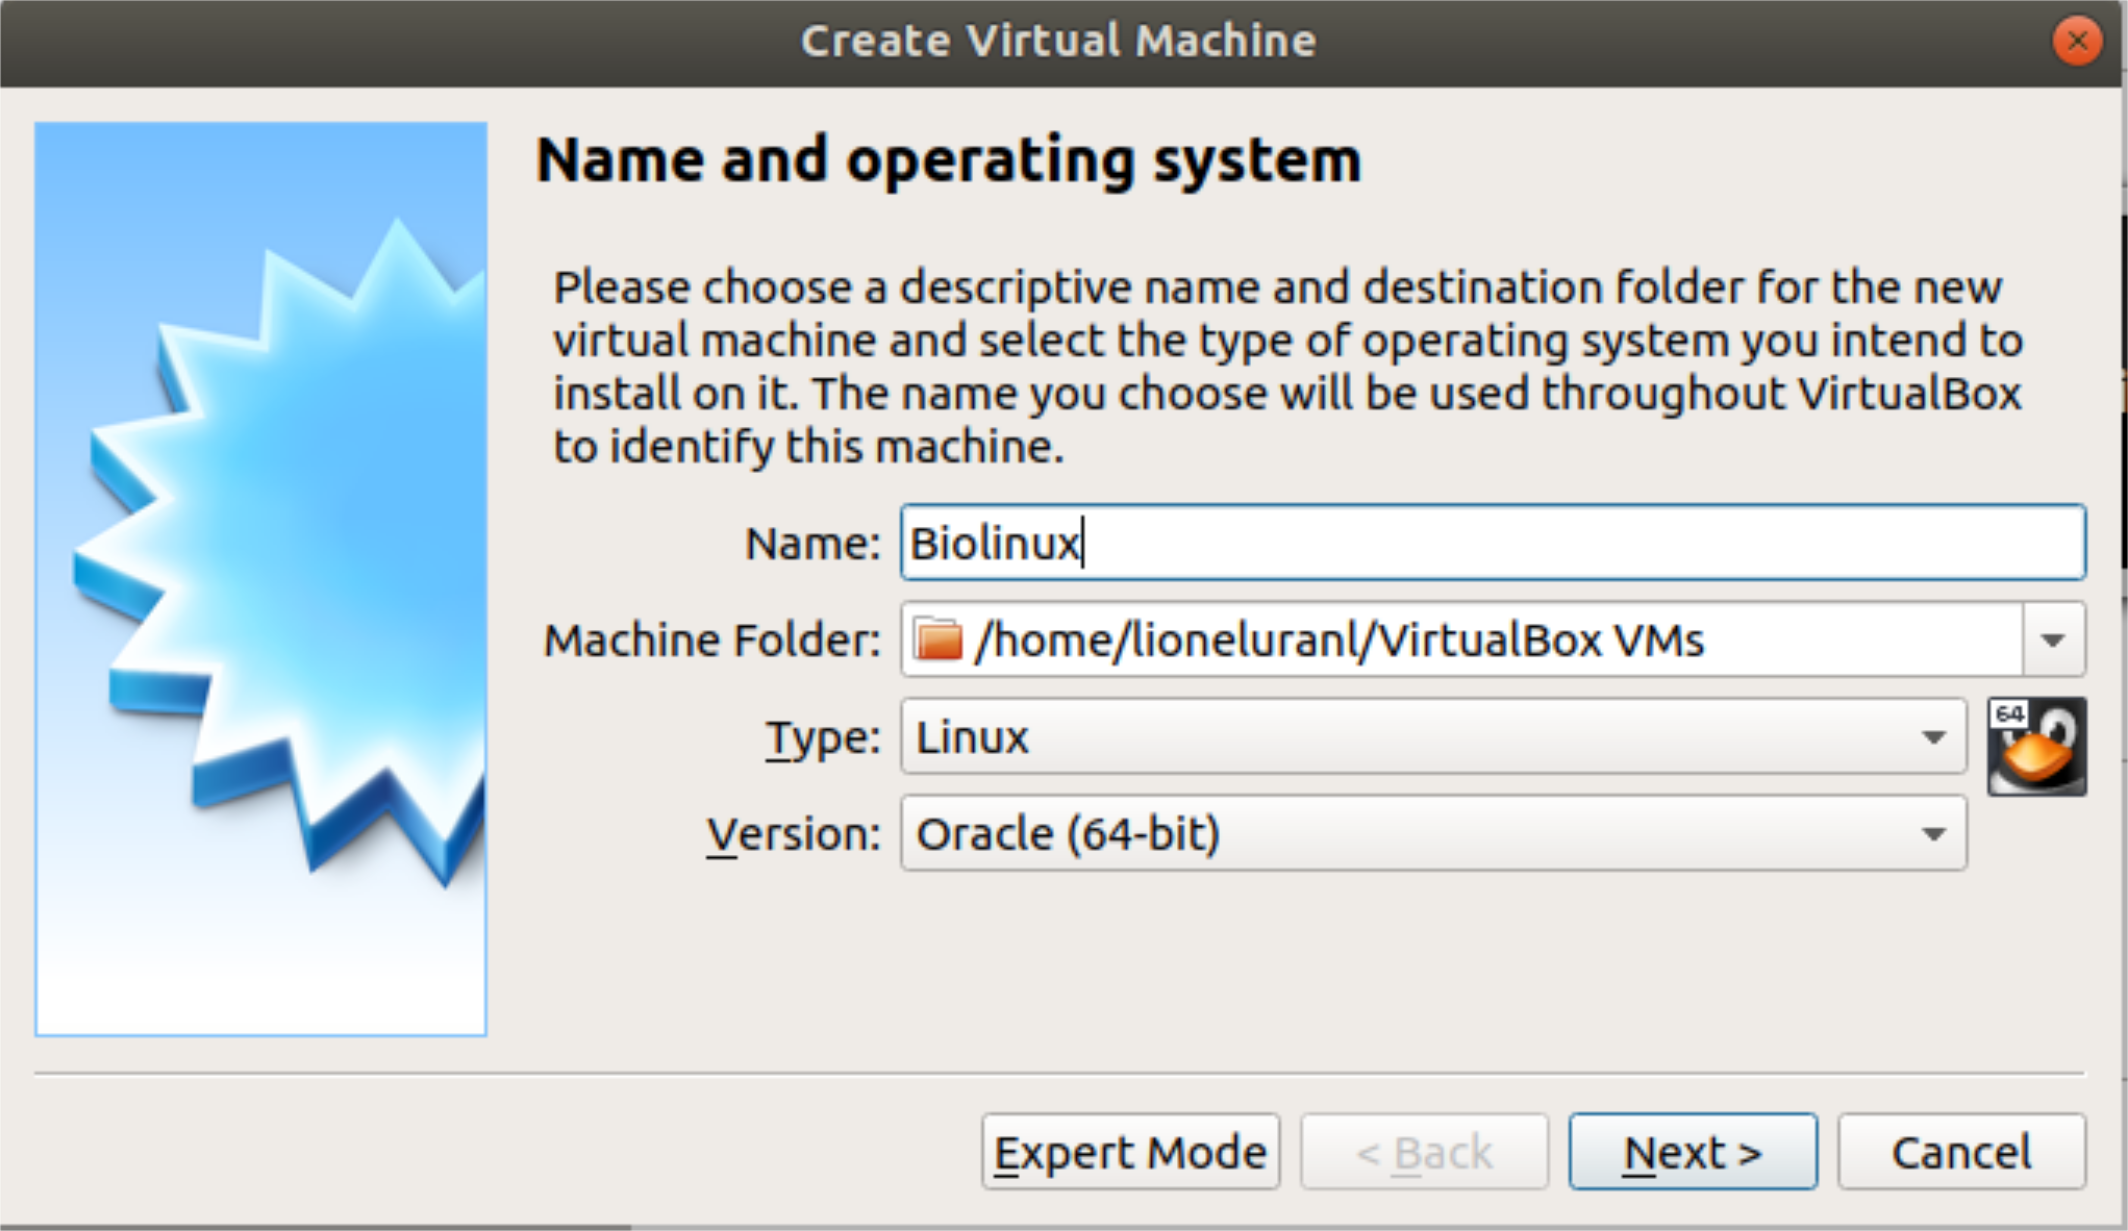 Create Virtual Machine
Name and operating system
Please choose a descriptive name and destination folder for the new
virtual machine and select the type of operating system you intend to
install on it. The name you choose will be used throughout VirtualBox
to identify this machine.
Name: Biolinux
Machine Folder: /home/lioneluranl/VirtualBox VMs
Type: Linux
64
Version: Oracle (64-bit)
Expert Mode < Back Next > Cancel